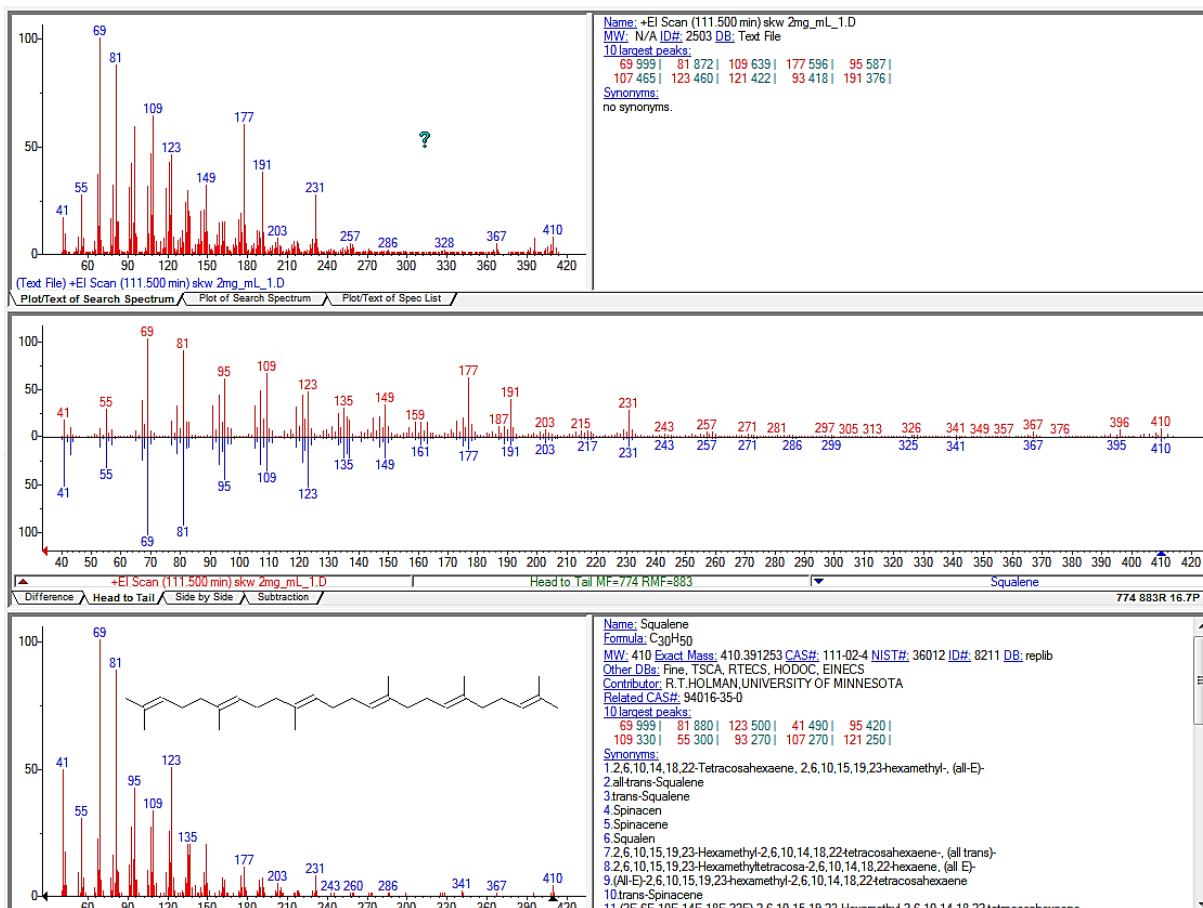 100
50
0
69
81
109
123
55
41
149
177
191
203
231
257
286
328
367
410
?
60 90 120 150 180 210 240 270 300 330 360 390 420
(Text File) +EI Scan (111.500 min) skw 2mg_mL_1.D
Plot/Text of Search Spectrum Plot of Search Spectrum Plot/Text of Spec List
Name: +EI Scan (111.500 min) skw 2mg_mL_1.D
MW: N/A ID#: 2503 DB: Text File
10 largest peaks:
69 999 | 81 872 | 109 639 | 177 596 | 95 587 |
107 465 | 123 460 | 121 422 | 93 418 | 191 376 |
Synonyms:
no synonyms.
100
50
0
50
100
41 55 69 81 95 109 123 135 149 159 177 187 191 203 215 231 243 257 271 281 297 305 313 326 341 349 357 367 376 396 410
41 55 69 81 95 109 123 135 149 161 177 191 203 217 231 243 257 271 286 299 325 341 367 395 410
40 50 60 70 80 90 100 110 120 130 140 150 160 170 180 190 200 210 220 230 240 250 260 270 280 290 300 310 320 330 340 350 360 370 380 390 400 410 420
+EI Scan (111.500 min) skw 2mg_mL_1.D Head to Tail MF=774 RMF=883 Squalene
Difference Head to Tail Side by Side Subtraction 774 883R 16.7P
100
50
0
69
81
41
55
95
109
123
135
177
203
231
243
260
286
341
367
410
60 90 120 150 180 210 240 270 300 330 360 390 420
Name: Squalene
Formula: C30H50
MW: 410 Exact Mass: 410.391253 CAS#: 111-02-4 NIST#: 36012 ID#: 8211 DB: replib
Other DBs: Fine, TSCA, RTECS, HODOC, EINECS
Contributor: R.T.HOLMAN,UNIVERSITY OF MINNESOTA
Related CAS#: 94016-35-0
10 largest peaks:
69 999 | 81 880 | 123 500 | 41 490 | 95 420 |
109 330 | 55 300 | 93 270 | 107 270 | 121 250 |
Synonyms:
1.2,6,10,14,18,22-Tetracosahexaene, 2,6,10,15,19,23-hexamethyl-, (all-E)-
2.all-trans-Squalene
3.trans-Squalene
4.Spinacen
5.Spinacene
6.Squalen
7.2,6,10,15,19,23-Hexamethyl-2,6,10,14,18,22-tetracosahexaene-, (all trans)-
8.2,6,10,15,19,23-Hexamethyltetracosa-2,6,10,14,18,22-hexaene, (all E)-
9.(All-E)-2,6,10,15,19,23-hexamethyl-2,6,10,14,18,22-tetracosahexaene
10.trans-Spinacene